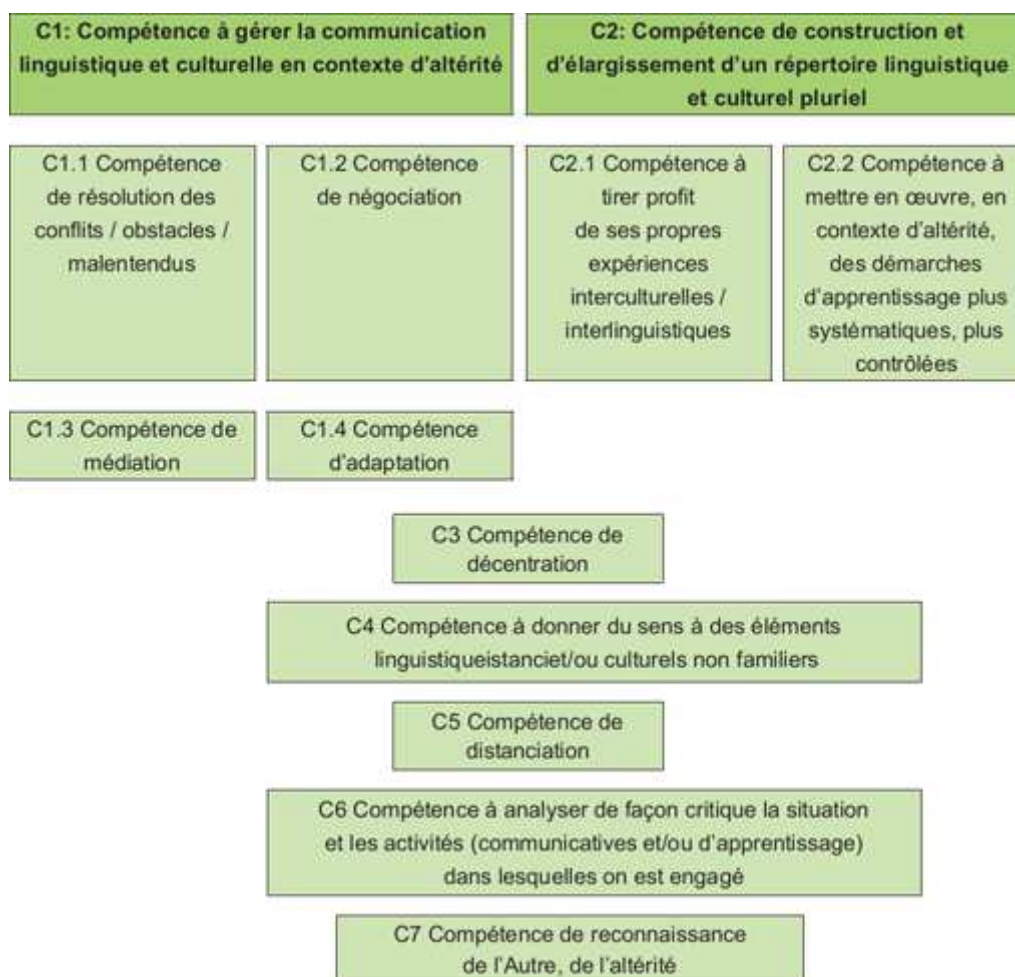 C1: Compétence à gérer la communication
linguistique et culturelle en contexte d'altérité
C2: Compétence de construction et
d'élargissement d'un répertoire linguistique
et culturel pluriel
C1.1 Compétence
de résolution des
conflits / obstacles /
malentendus
C1.2 Compétence
de négociation
C2.1 Compétence à
tirer profit
de ses propres
expériences
interculturelles /
interlinguistiques
C2.2 Compétence à
mettre en œuvre, en
contexte d'altérité,
des démarches
d'apprentissage plus
systématiques, plus
contrôlées
C1.3 Compétence de
médiation
C1.4 Compétence
d'adaptation
C3 Compétence de
décentration
C4 Compétence à donner du sens à des éléments
linguistiqueistanciet/ou culturels non familiers
C5 Compétence de
distanciation
C6 Compétence à analyser de façon critique la situation
et les activités (communicatives et/ou d'apprentissage)
dans lesquelles on est engagé
C7 Compétence de reconnaissance
de l'Autre, de l'altérité